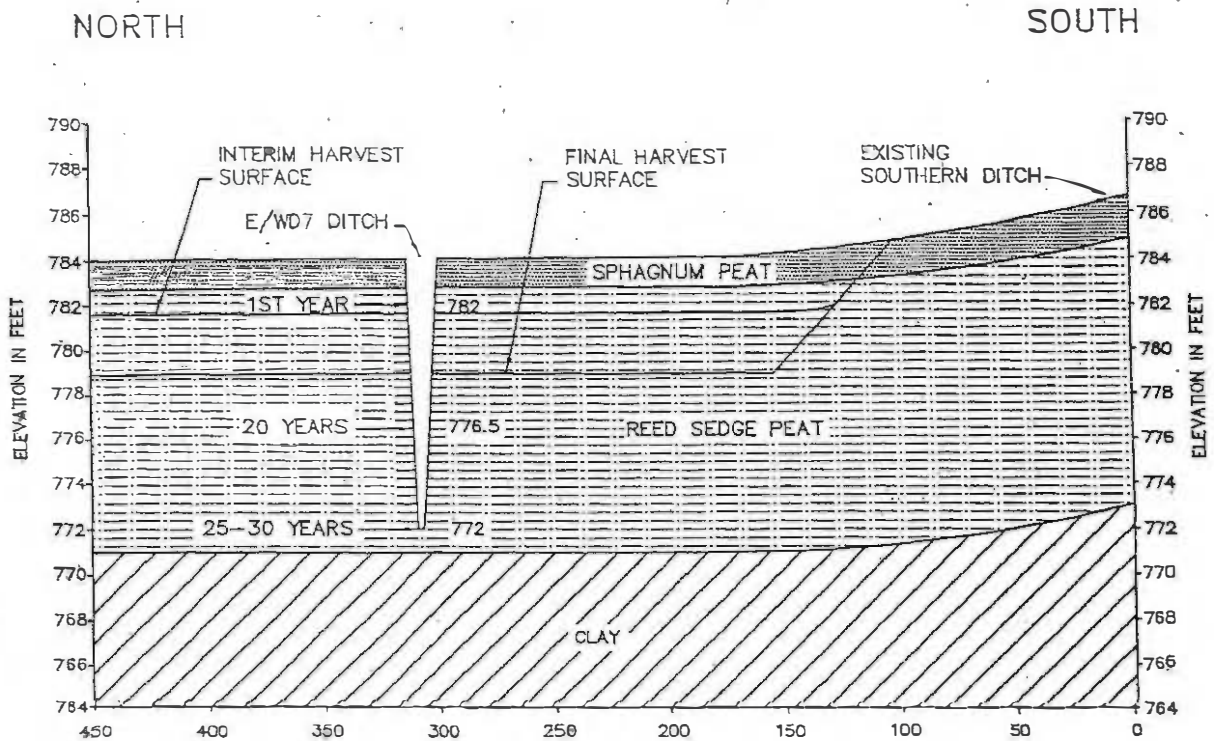 NORTH
SOUTH
790
788
786
784
782
780
778
776
774
772
770
768
766
764
ELEVATION IN FEET
INTERIM HARVEST
SURFACE
E/WD7 DITCH
FINAL HARVEST
SURFACE
EXISTING
SOUTHERN DITCH
SPHAGNUM PEAT
1ST YEAR
782
20 YEARS
776.5
REED SEDGE PEAT
25-30 YEARS
772
CLAY
790
788
786
784
782
780
778
776
774
772
770
768
766
764
ELEVATION IN FEET
450
400
350
300
250
200
150
100
50
0